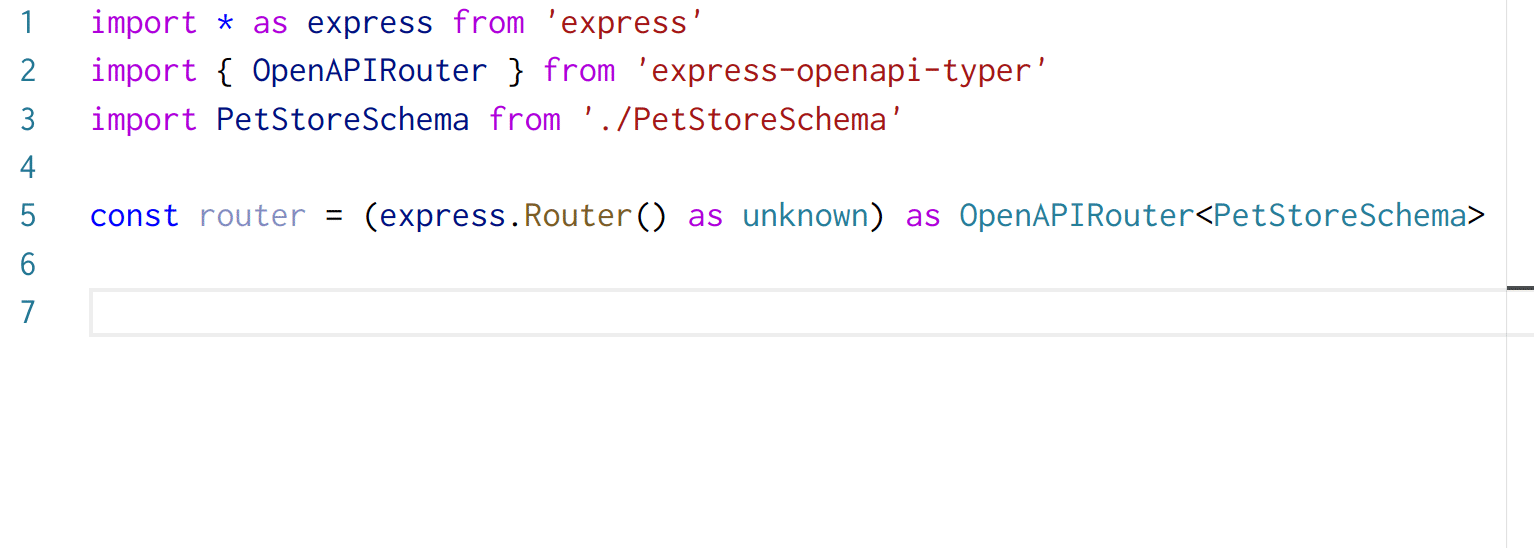 1 import * as express from 'express'
2 import { OpenAPIRouter } from 'express-openapi-typer'
3 import PetStoreSchema from './PetStoreSchema'
4
5 const router = (express.Router() as unknown) as OpenAPIRouter<PetStoreSchema>
6
7